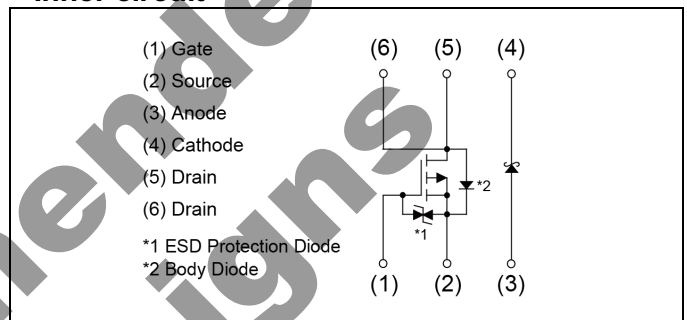 (1) Gate
(2) Source
(3) Anode
(4) Cathode
(5) Drain
(6) Drain
*1 ESD Protection Diode
*2 Body Diode
(6) (5) (4)
*2
*1
(1) (2) (3)